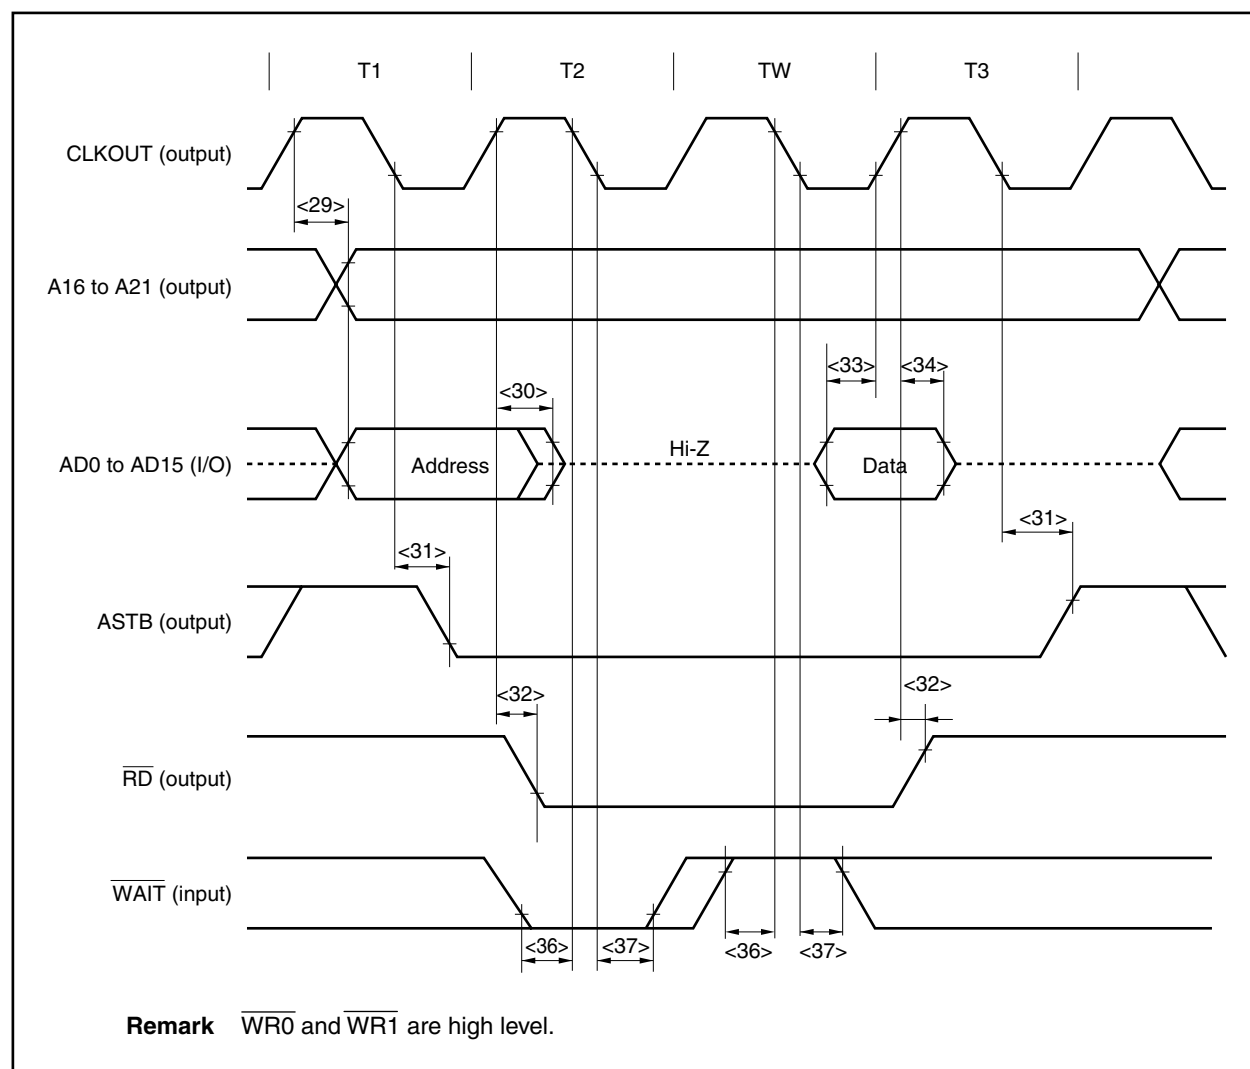 T1 T2 TW T3
CLKOUT (output)
<29>
A16 to A21 (output)
<33> <34>
<30>
Hi-Z
AD0 to AD15 (I/O) Address Data
<31>
<31>
ASTB (output)
<32>
<32>
RD (output)
WAIT (input)
<36> <37> <36> <37>
Remark WR0 and WR1 are high level.